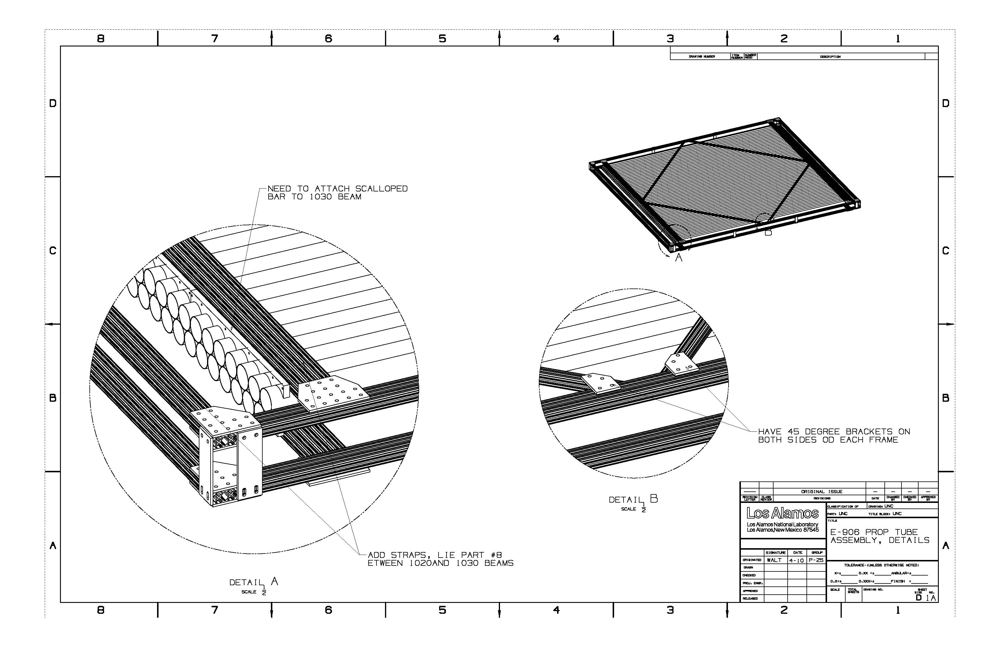 8 7 6 5 4 3 2 1
DRAWING NUMBER ITEM NUMBER NUMBER REQD DESCRIPTION
D D
NEED TO ATTACH SCALLOPED
BAR TO 1030 BEAM
B
A
C C
B B
HAVE 45 DEGREE BRACKETS ON
BOTH SIDES OD EACH FRAME
DETAIL B
SCALE 1/2
ADD STRAPS, LIE PART #8
ETWEEN 1020AND 1030 BEAMS
DETAIL A
SCALE 1/2
A A
ORIGINAL ISSUE — — — —
REVISION LETTER CLASS REVIEW REVISIONS DATE CHANGED BY CHECKED BY APPROVED BY
Los Alamos
Los Alamos National Laboratory
Los Alamos,New Mexico 87545
CLASSIFICATION OF DRAWING: UNC
PART: UNC TITLE BLOCK: UNC
TITLE
E-906 PROP TUBE
ASSEMBLY, DETAILS
SIGNATURE DATE GROUP
ORIGINATED WALT 4-10 P-25
DRAWN
CHECKED
PROJ. ENGR.
APPROVED
RELEASED
TOLERANCE-(UNLESS OTHERWISE NOTED)
X=± 0.XX =± ANGULAR=±
0.X=± 0.XXX=± FINISH =
SCALE TOTAL SHEETS DRAWING NO. SHEET SIZE NO.
D 1A
8 7 6 5 4 3 2 1